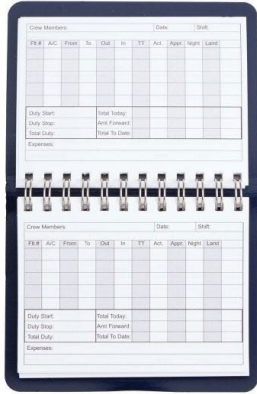 Crew Members: Date: Shift:
Flt # A/C From To Out In TT Act. Appr. Night Land
Duty Start: Total Today:
Duty Stop: Amt Forward:
Total Duty: Total To Date:
Expenses:
Crew Members: Date: Shift:
Flt.# A/C From To Out In TT Act. Appr. Night Land
Duty Start: Total Today:
Duty Stop: Amt Forward:
Total Duty: Total To Date:
Expenses: